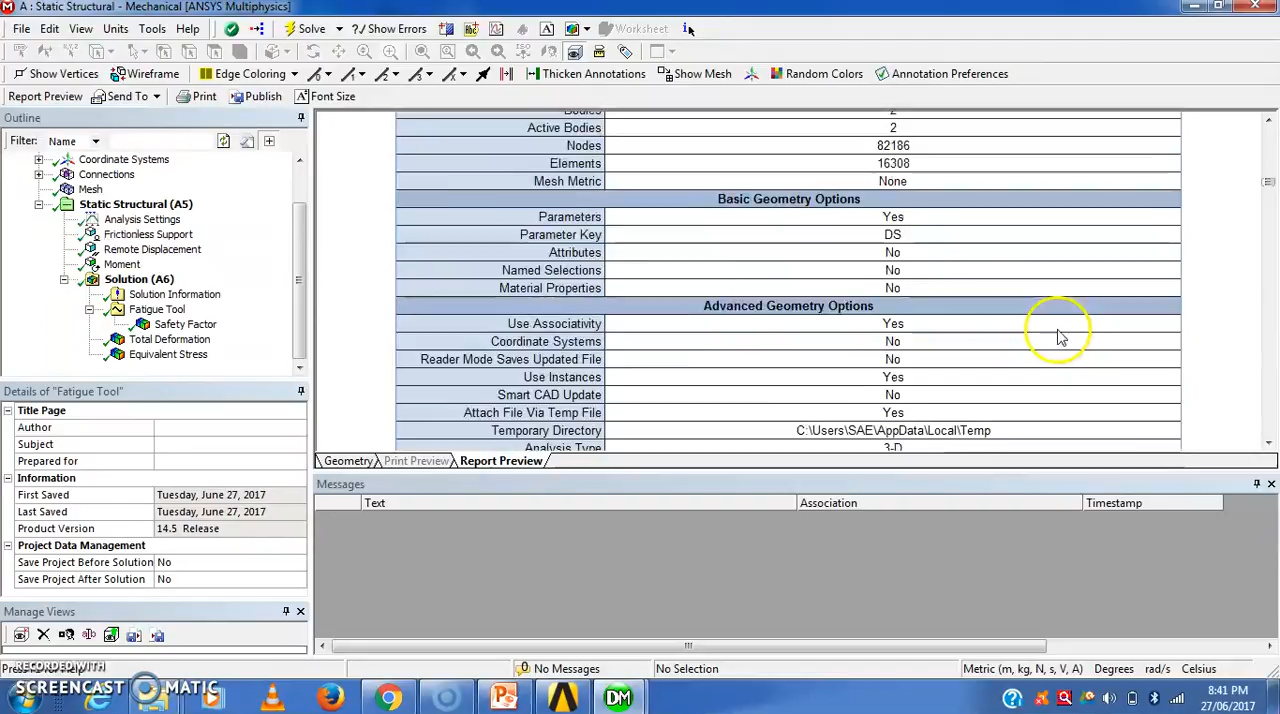 A : Static Structural - Mechanical [ANSYS Multiphysics]
File Edit View Units Tools Help Solve ?/ Show Errors Worksheet
Show Vertices Wireframe Edge Coloring Thicken Annotations Show Mesh Random Colors Annotation Preferences
Report Preview Send To Print Publish Font Size
Outline
Filter: Name
Coordinate Systems
Connections
Mesh
Static Structural (A5)
Analysis Settings
Frictionless Support
Remote Displacement
Moment
Solution (A6)
Solution Information
Fatigue Tool
Safety Factor
Total Deformation
Equivalent Stress
Details of "Fatigue Tool"
Title Page
Author
Subject
Prepared for
Information
First Saved Tuesday, June 27, 2017
Last Saved Tuesday, June 27, 2017
Product Version 14.5 Release
Project Data Management
Save Project Before Solution No
Save Project After Solution No
Manage Views
Bodies 2
Active Bodies 2
Nodes 82186
Elements 16308
Mesh Metric None
Basic Geometry Options
Parameters Yes
Parameter Key DS
Attributes No
Named Selections No
Material Properties No
Advanced Geometry Options
Use Associativity Yes
Coordinate Systems No
Reader Mode Saves Updated File No
Use Instances Yes
Smart CAD Update No
Attach File Via Temp File Yes
Temporary Directory C:\Users\SAE\AppData\Local\Temp
Analysis Type 3-D
Geometry Print Preview Report Preview
Messages
Text Association Timestamp
0 No Messages No Selection Metric (m, kg, N, s, V, A) Degrees rad/s Celsius
RECORDED WITH
SCREENCAST MATIC
8:41 PM
27/06/2017